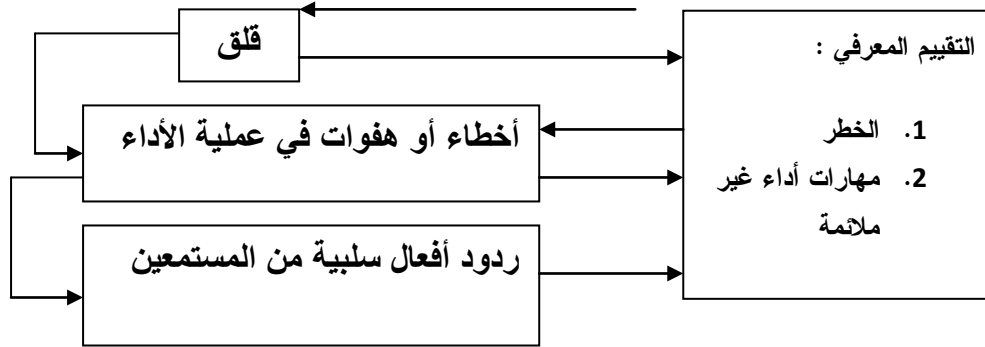 قلق
التقييم المعرفي :
1. الخطر
2. مهارات أداء غير
ملائمة
أخطاء أو هفوات في عملية الأداء
ردود أفعال سلبية من المستمعين